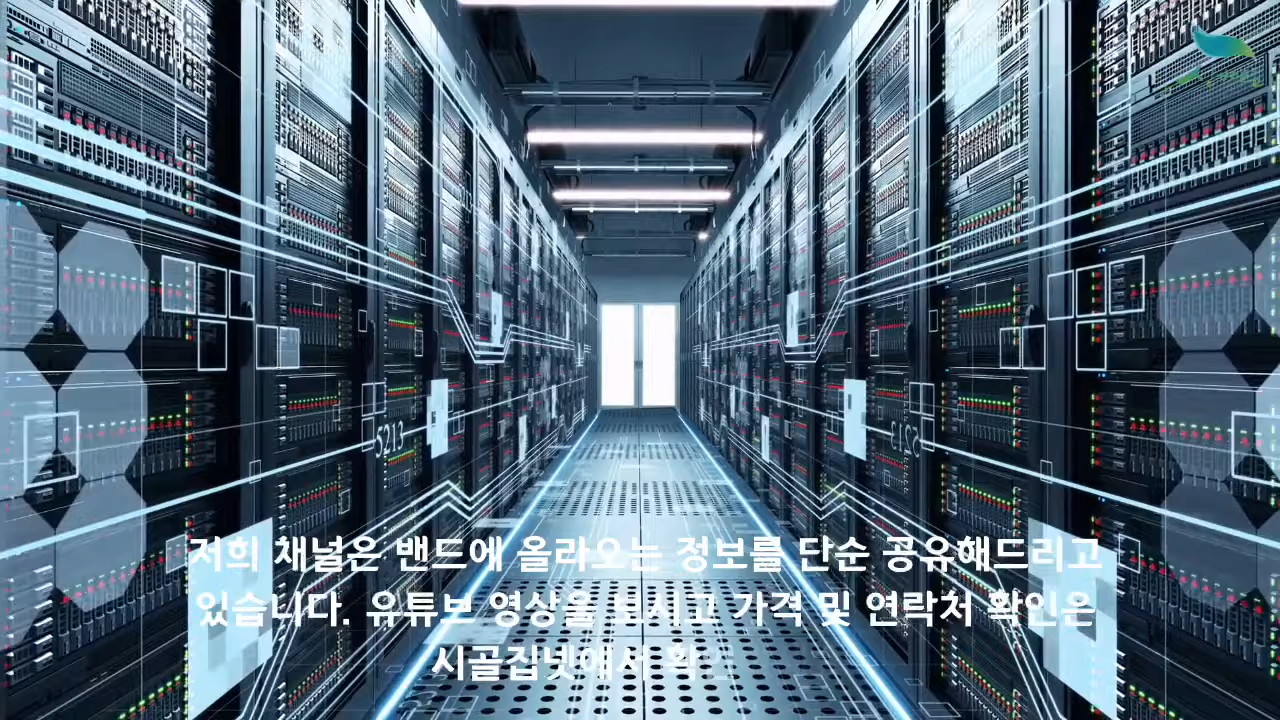 5213
저희 채널은 밴드에 올라오는 정보를 단순 공유해드리고
있습니다. 유튜브 영상을 보시고 가격 및 연락처 확인은
시골집넷에서 확